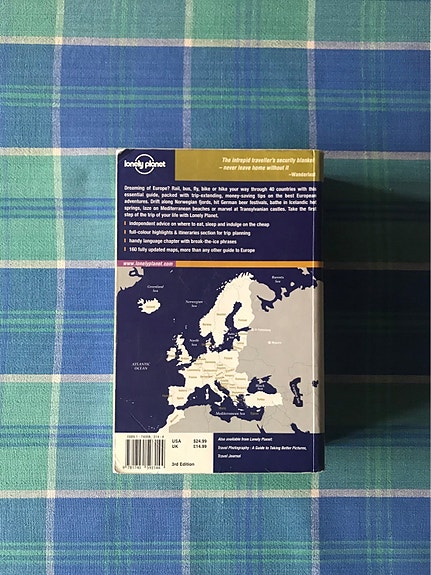 lonely planet
The intrepid traveller's security blanket
– never leave home without it
–Wanderlust
Dreaming of Europe? Rail, bus, fly, bike or hike your way through 40 countries with this
essential guide, packed with trip-extending, money-saving tips on the best European
adventures. Drift along Norwegian fjords, hit German beer festivals, bathe in Icelandic hot
springs, laze on Mediterranean beaches or marvel at Transylvanian castles. Take the first
step of the trip of your life with Lonely Planet.
independent advice on where to eat, sleep and indulge on the cheap
full-colour highlights & itineraries section for trip planning
handy language chapter with break-the-ice phrases
160 fully updated maps, more than any other guide to Europe
www.lonelyplanet.com
Greenland
Sea
Barents
Sea
Norwegian
Sea
North
Sea
ATLANTIC
OCEAN
Black
Sea
Mediterranean Sea
USA $24.99
UK £14.99
3rd Edition
Also available from Lonely Planet:
Travel Photography: A Guide to Taking Better Pictures,
Travel Journal